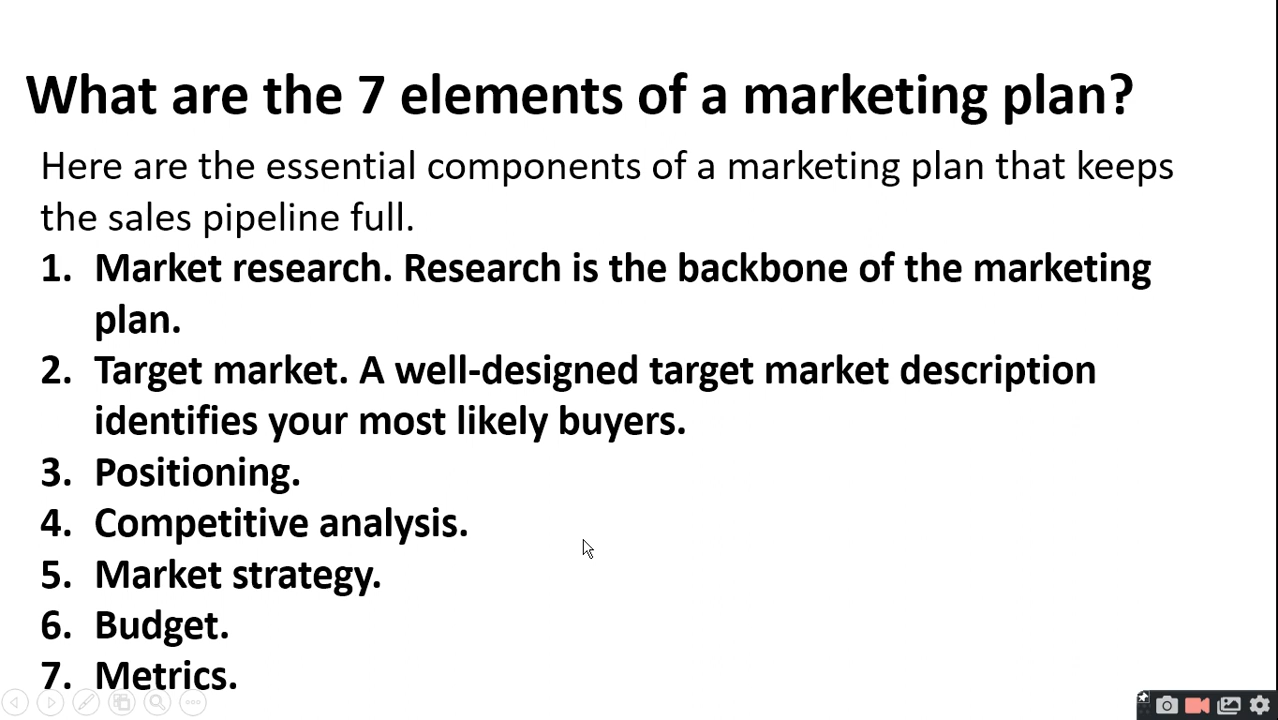 What are the 7 elements of a marketing plan?
Here are the essential components of a marketing plan that keeps
the sales pipeline full.
1. Market research. Research is the backbone of the marketing
plan.
2. Target market. A well-designed target market description
identifies your most likely buyers.
3. Positioning.
4. Competitive analysis.
5. Market strategy.
6. Budget.
7. Metrics.